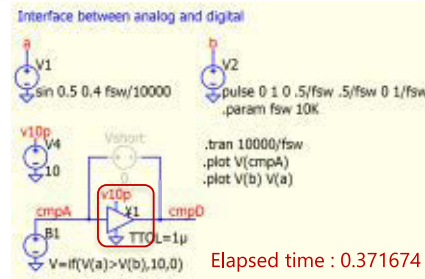 Interface between analog and digital
a
V1
sin 0.5 0.4 fsw/10000
b
V2
pulse 0 1 0 .5/fsw .5/fsw 0 1/fsw
.param fsw 10K
v10p
V4
10
Vshort
0
.tran 10000/fsw
.plot V(cmpA)
.plot V(b) V(a)
v10p
cmpA
¥1
cmpD
TTOL=1µ
B1
V=if(V(a)>V(b),10,0)
Elapsed time : 0.371674